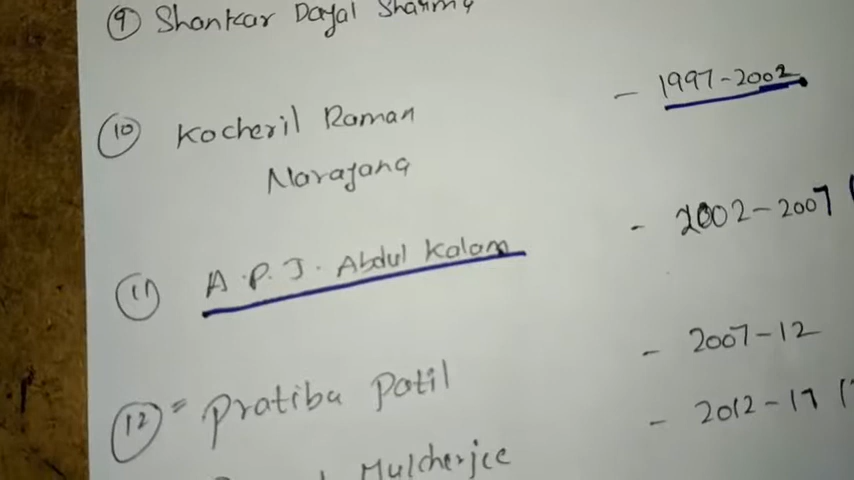 9 Shankar Dayal Sharma
10 Kocheril Raman - 1997-2002
Narayana
11 A.P.J. Abdul Kalam - 2002-2007 (
12 = Pratiba Patil - 2007-12
Mukherjee - 2012-17 (